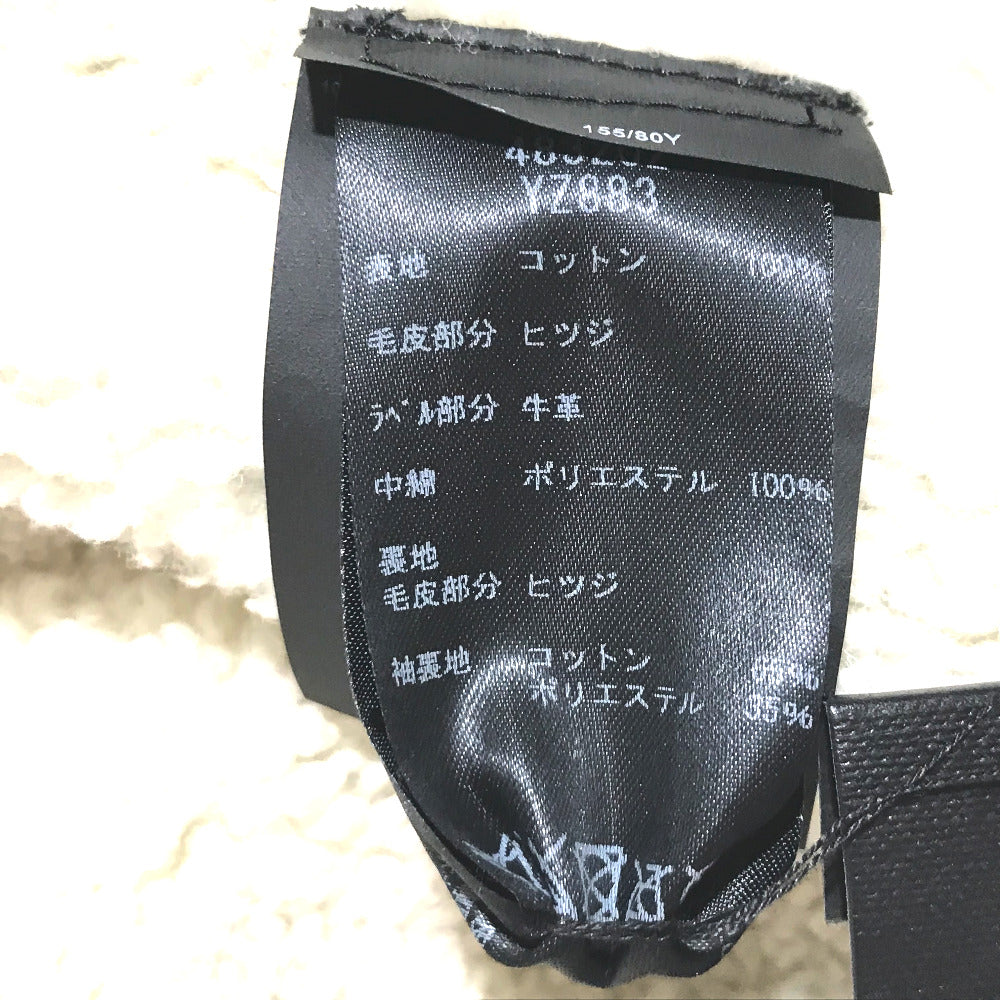 155/80Y
YZ883
表地 コットン 100%
毛皮部分 ヒツジ
ラベル部分 牛革
中綿 ポリエステル 100%
裏地
毛皮部分 ヒツジ
袖裏地 コットン
ポリエステル 35%